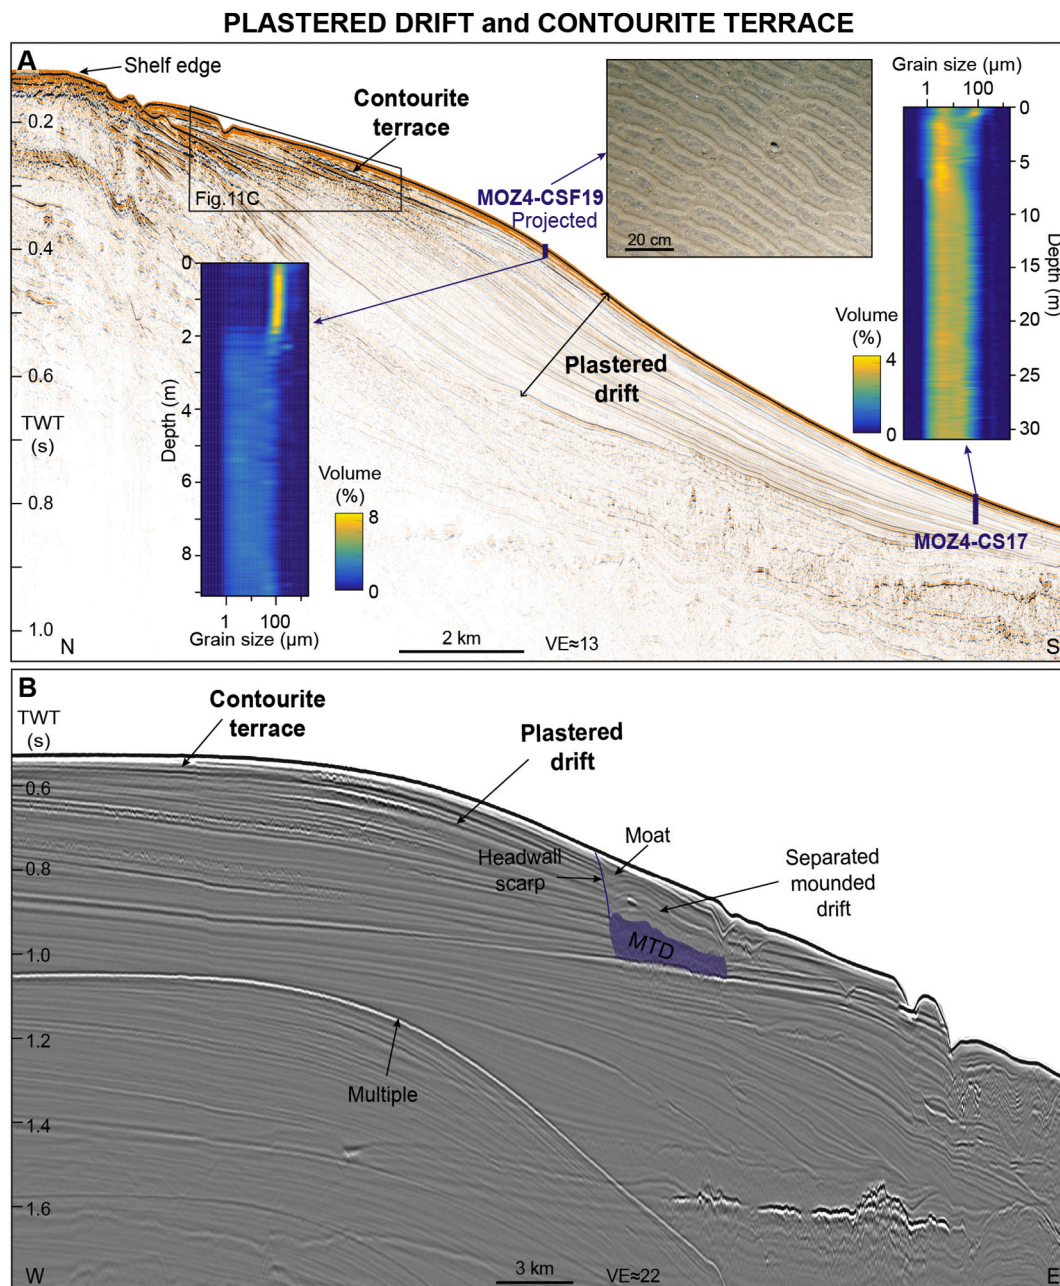 PLASTERED DRIFT and CONTOURITE TERRACE
A
Shelf edge
Contourite
terrace
Fig.11C
MOZ4-CSF19
Projected
20 cm
Grain size (μm)
1 100
0
5
10
15
20
25
30
Depth (m)
Volume
(%)
4
0
0.2
0.4
0.6
TWT
(s)
0.8
1.0
0
2
4
6
8
Depth (m)
1 100
Grain size (μm)
Volume
(%)
8
0
Plastered
drift
MOZ4-CS17
N
2 km
VE≈13
S
B
TWT
(s)
Contourite
terrace
Plastered
drift
Moat
Headwall
scarp
Separated
mounded
drift
MTD
Multiple
0.6
0.8
1.0
1.2
1.4
1.6
W
3 km
VE≈22
E